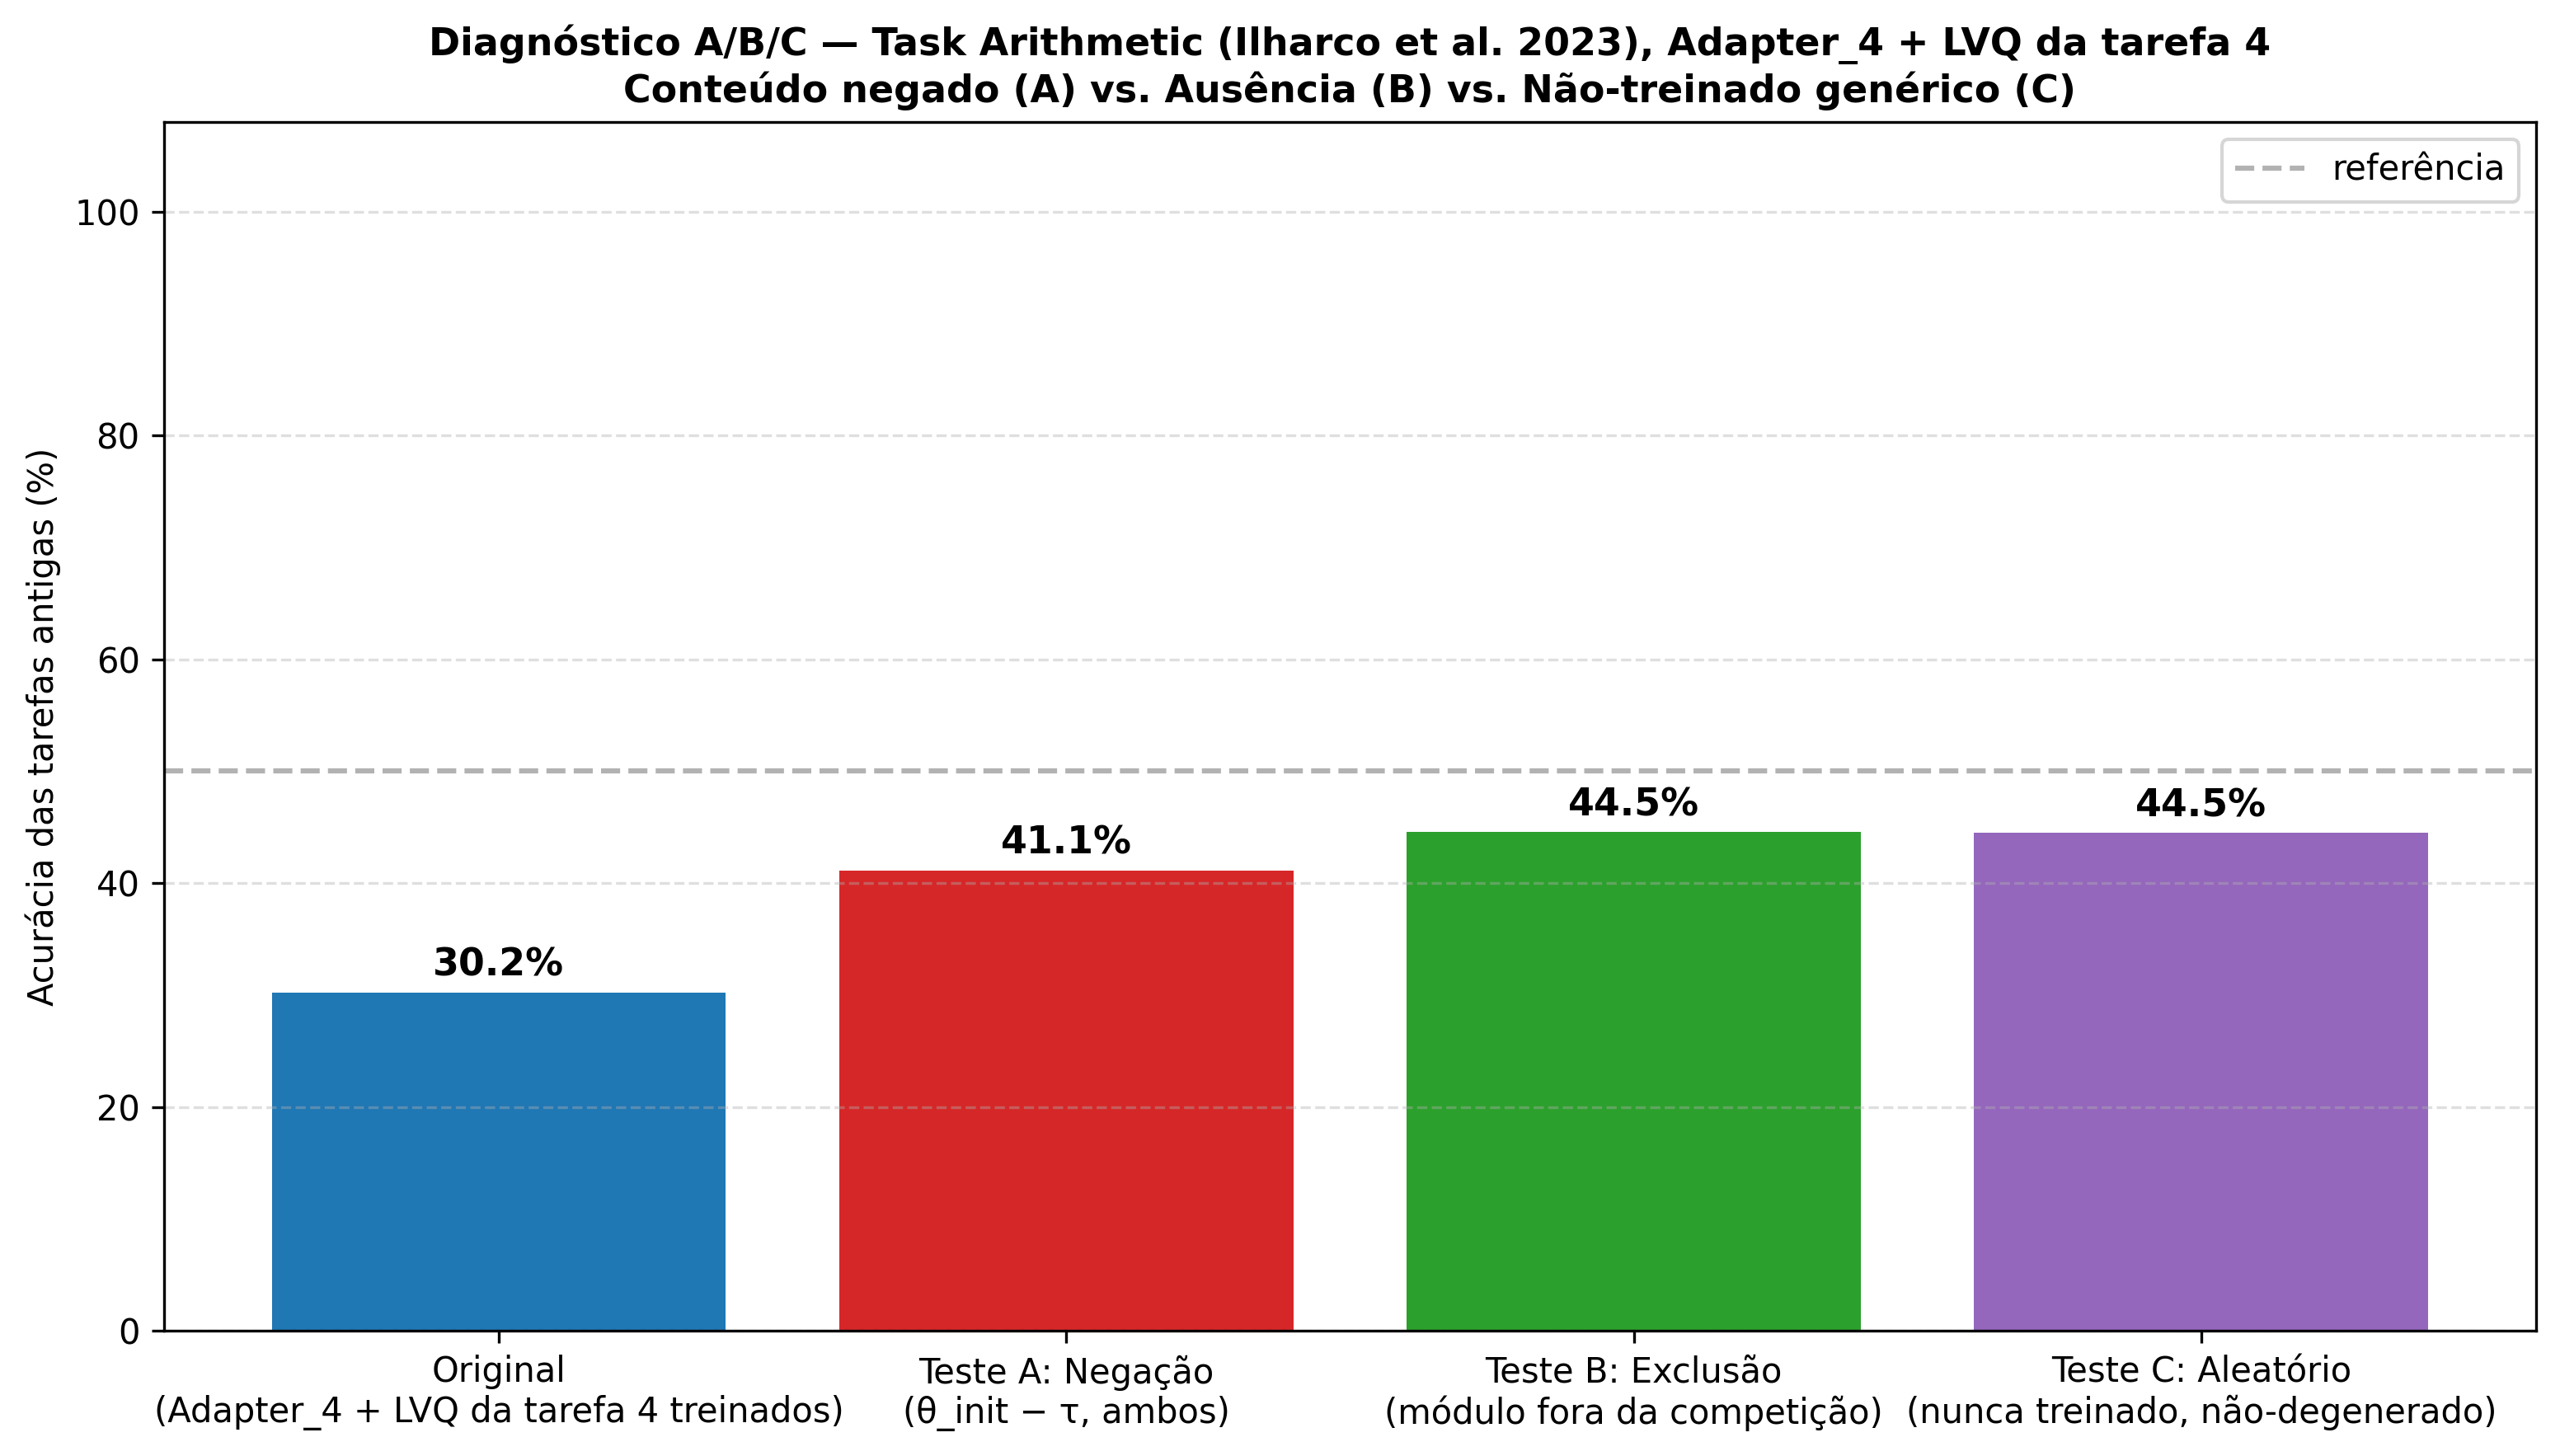 Diagnóstico A/B/C — Task Arithmetic (Ilharco et al. 2023), Adapter_4 + LVQ da tarefa 4
Conteúdo negado (A) vs. Ausência (B) vs. Não-treinado genérico (C)
referência
Acurácia das tarefas antigas (%)
100
80
60
40
20
0
30.2%
41.1%
44.5%
44.5%
Original
(Adapter_4 + LVQ da tarefa 4 treinados)
Teste A: Negação
(θ_init − τ, ambos)
Teste B: Exclusão
(módulo fora da competição)
Teste C: Aleatório
(nunca treinado, não-degenerado)